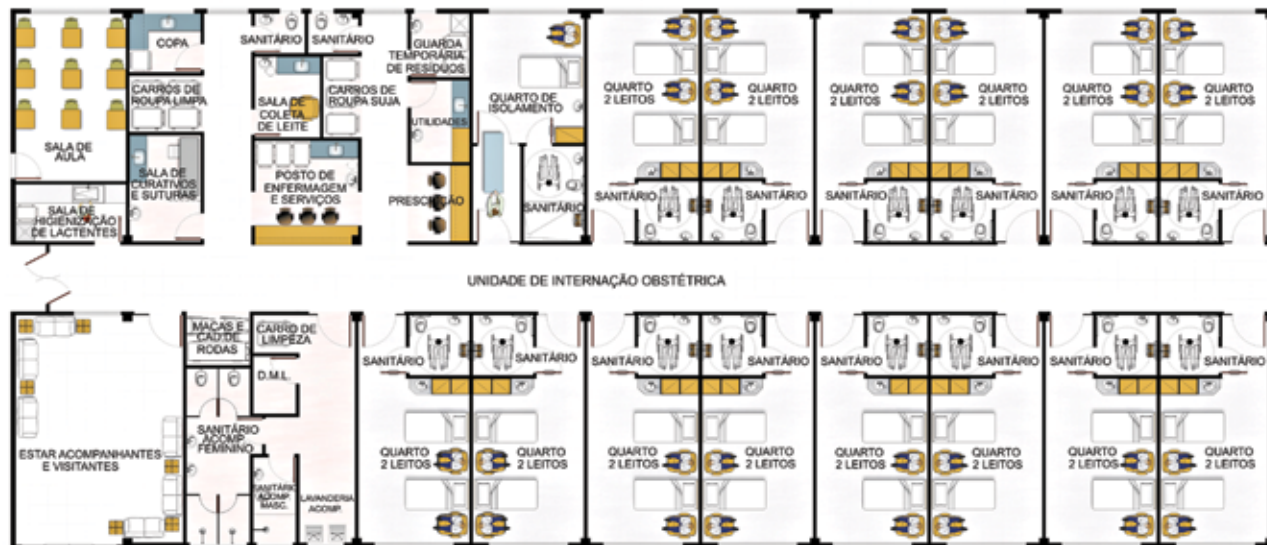 COPA
SANITÁRIO
SANITÁRIO
GUARDA
TEMPORÁRIA
DE RESÍDUOS
CARROS DE
ROUPA LIMPA
SALA DE
COLETA
DE LEITE
CARROS DE
ROUPA SUJA
UTILIDADES
QUARTO DE
ISOLAMENTO
QUARTO
2 LEITOS
QUARTO
2 LEITOS
QUARTO
2 LEITOS
QUARTO
2 LEITOS
QUARTO
2 LEITOS
QUARTO
2 LEITOS
SALA DE
AULA
SALA DE
CURATIVOS
E SUTURAS
POSTO DE
ENFERMAGEM
E SERVIÇOS
PRESCRIÇÃO
SANITÁRIO
SANITÁRIO
SANITÁRIO
SANITÁRIO
SANITÁRIO
SANITÁRIO
SANITÁRIO
SALA DE
HIGIENIZAÇÃO
DE LACTENTES
UNIDADE DE INTERNAÇÃO OBSTÉTRICA
MACAS E
CAD.DE
RODAS
CARRO DE
LIMPEZA
D.M.L.
SANITÁRIO
SANITÁRIO
SANITÁRIO
SANITÁRIO
SANITÁRIO
SANITÁRIO
SANITÁRIO
SANITÁRIO
ESTAR ACOMPANHANTES
E VISITANTES
SANITÁRIO
ACOMP.
FEMININO
SANITÁRIO
ACOMP.
MASC.
LAVANDERIA
ACOMP.
QUARTO
2 LEITOS
QUARTO
2 LEITOS
QUARTO
2 LEITOS
QUARTO
2 LEITOS
QUARTO
2 LEITOS
QUARTO
2 LEITOS
QUARTO
2 LEITOS
QUARTO
2 LEITOS